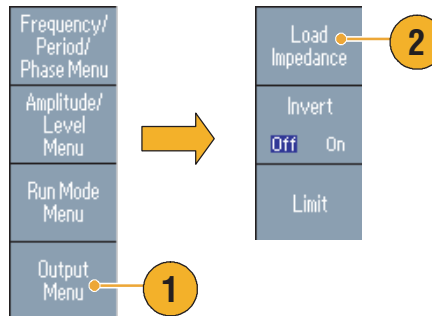 Frequency/
Period/
Phase Menu
Amplitude/
Level
Menu
Run Mode
Menu
Output
Menu
1
Load
Impedance
2
Invert
Off On
Limit